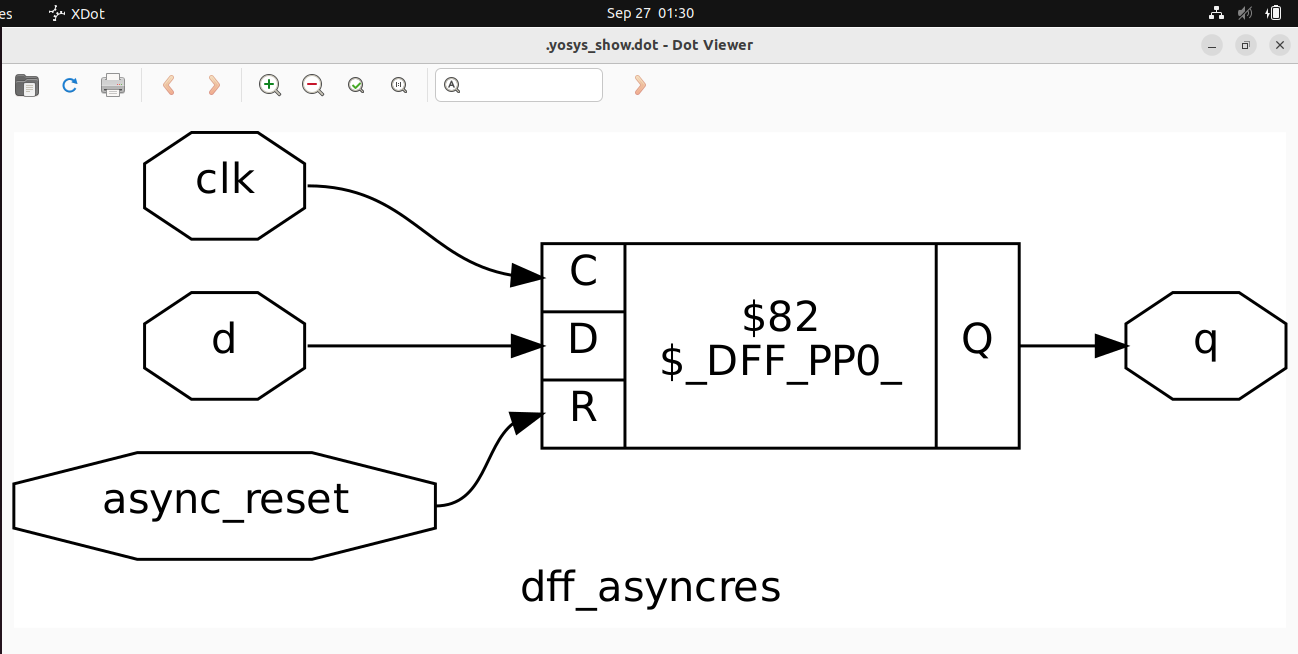 es XDot Sep 27 01:30
.yosys_show.dot - Dot Viewer
clk
d
async_reset
C
D
R
$82
$_DFF_PP0_
Q
q
dff_asyncres